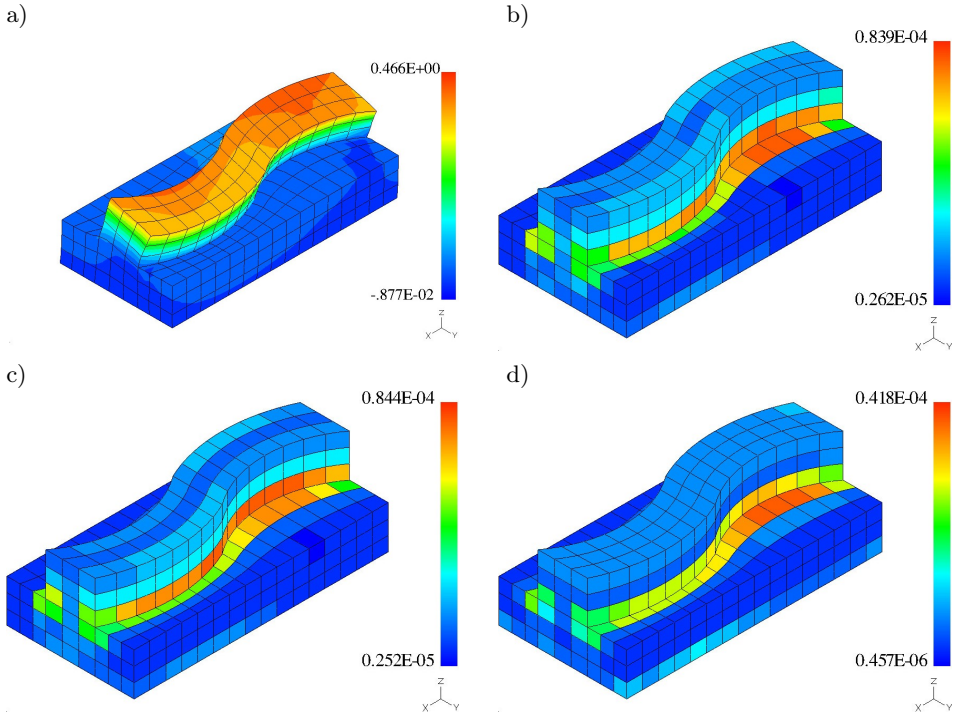 a)
0.466E+00
-.877E-02
Z
X Y
b)
0.839E-04
0.262E-05
Z
X Y
c)
0.844E-04
0.252E-05
Z
X Y
d)
0.418E-04
0.457E-06
Z
X Y